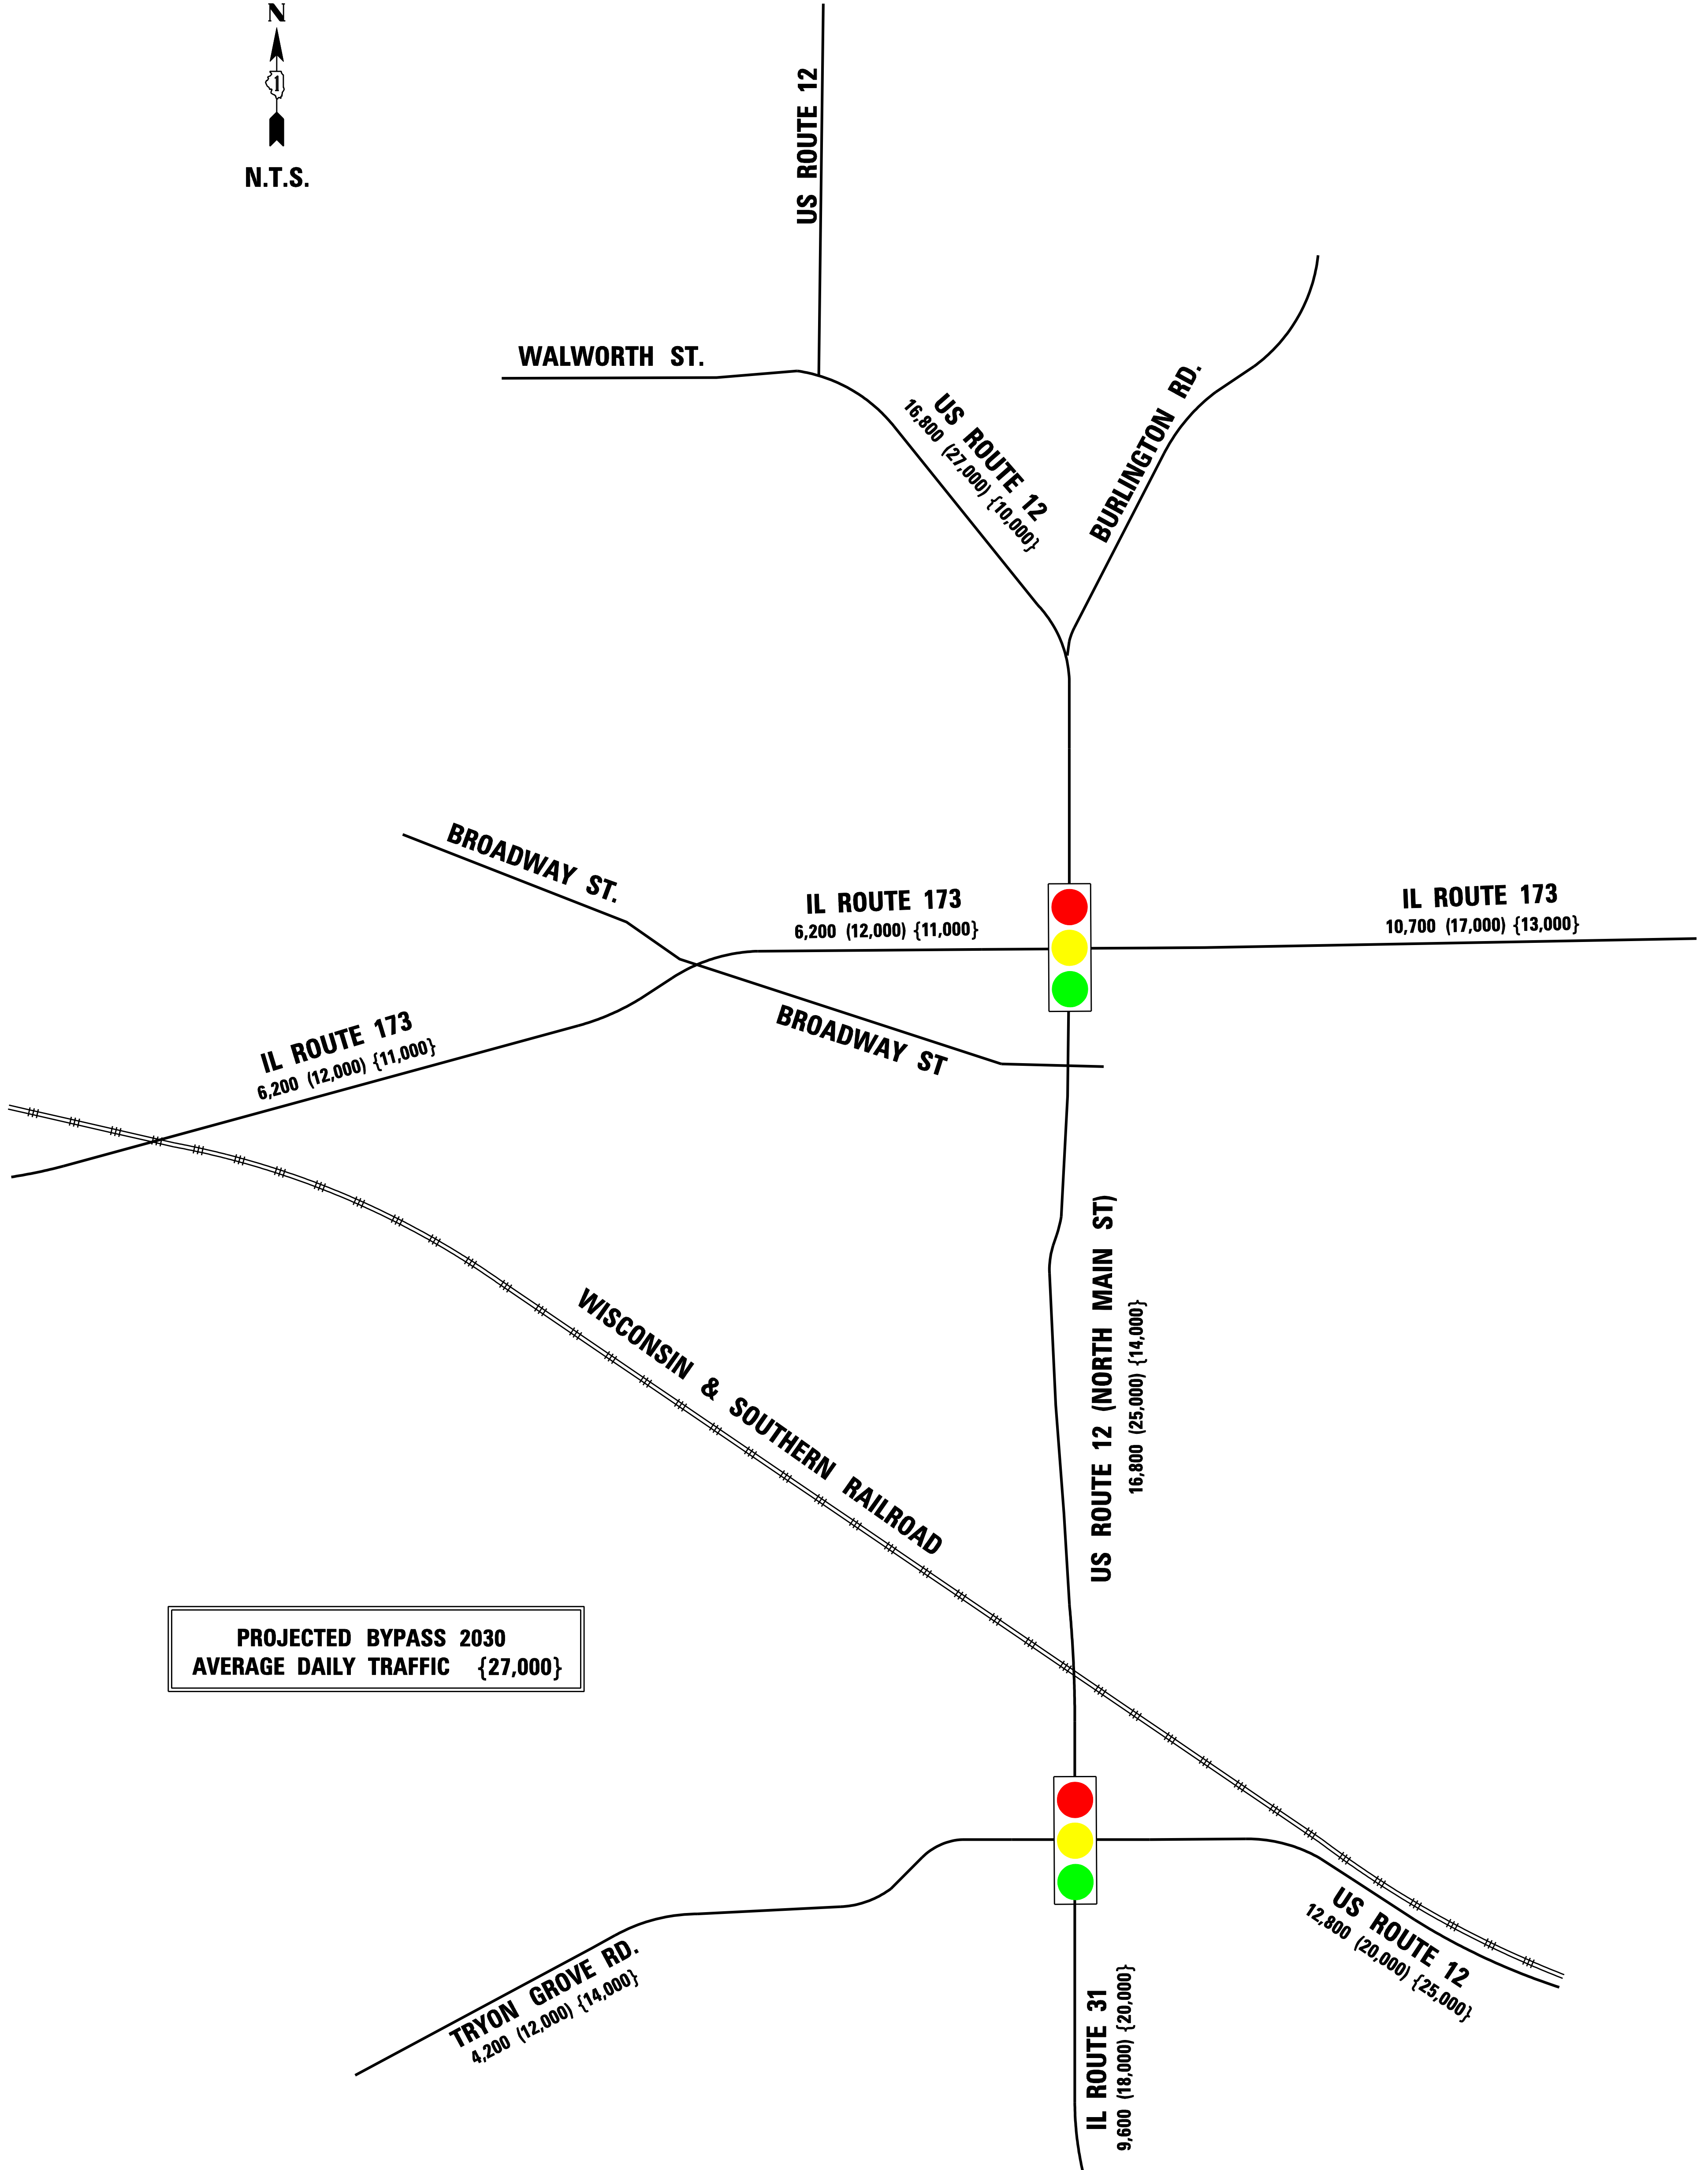 N
1
N.T.S.
US ROUTE 12
WALWORTH ST.
US ROUTE 12
16,800 (27,000) {10,000}
BURLINGTON RD.
BROADWAY ST.
IL ROUTE 173
6,200 (12,000) {11,000}
IL ROUTE 173
10,700 (17,000) {13,000}
IL ROUTE 173
6,200 (12,000) {11,000}
BROADWAY ST
US ROUTE 12 (NORTH MAIN ST)
16,800 (25,000) {14,000}
WISCONSIN & SOUTHERN RAILROAD
PROJECTED BYPASS 2030
AVERAGE DAILY TRAFFIC {27,000}
US ROUTE 12
12,800 (20,000) {25,000}
TRYON GROVE RD.
4,200 (12,000) {14,000}
IL ROUTE 31
9,600 (18,000) {20,000}